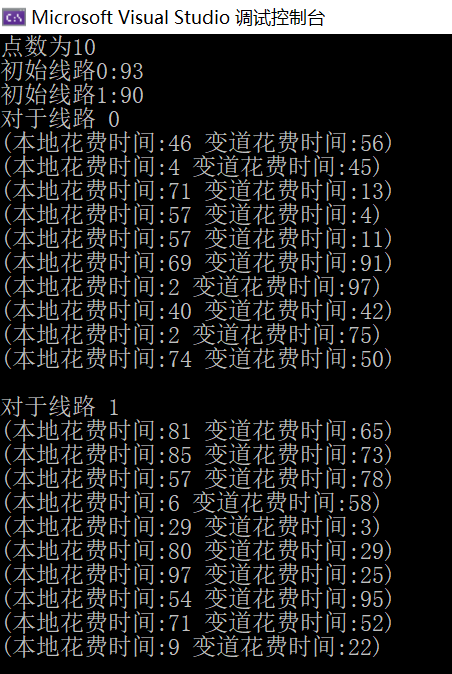 C:\ Microsoft Visual Studio 调试控制台
点数为10
初始线路0:93
初始线路1:90
对于线路 0
(本地花费时间:46 变道花费时间:56)
(本地花费时间:4 变道花费时间:45)
(本地花费时间:71 变道花费时间:13)
(本地花费时间:57 变道花费时间:4)
(本地花费时间:57 变道花费时间:11)
(本地花费时间:69 变道花费时间:91)
(本地花费时间:2 变道花费时间:97)
(本地花费时间:40 变道花费时间:42)
(本地花费时间:2 变道花费时间:75)
(本地花费时间:74 变道花费时间:50)
对于线路 1
(本地花费时间:81 变道花费时间:65)
(本地花费时间:85 变道花费时间:73)
(本地花费时间:57 变道花费时间:78)
(本地花费时间:6 变道花费时间:58)
(本地花费时间:29 变道花费时间:3)
(本地花费时间:80 变道花费时间:29)
(本地花费时间:97 变道花费时间:25)
(本地花费时间:54 变道花费时间:95)
(本地花费时间:71 变道花费时间:52)
(本地花费时间:9 变道花费时间:22)